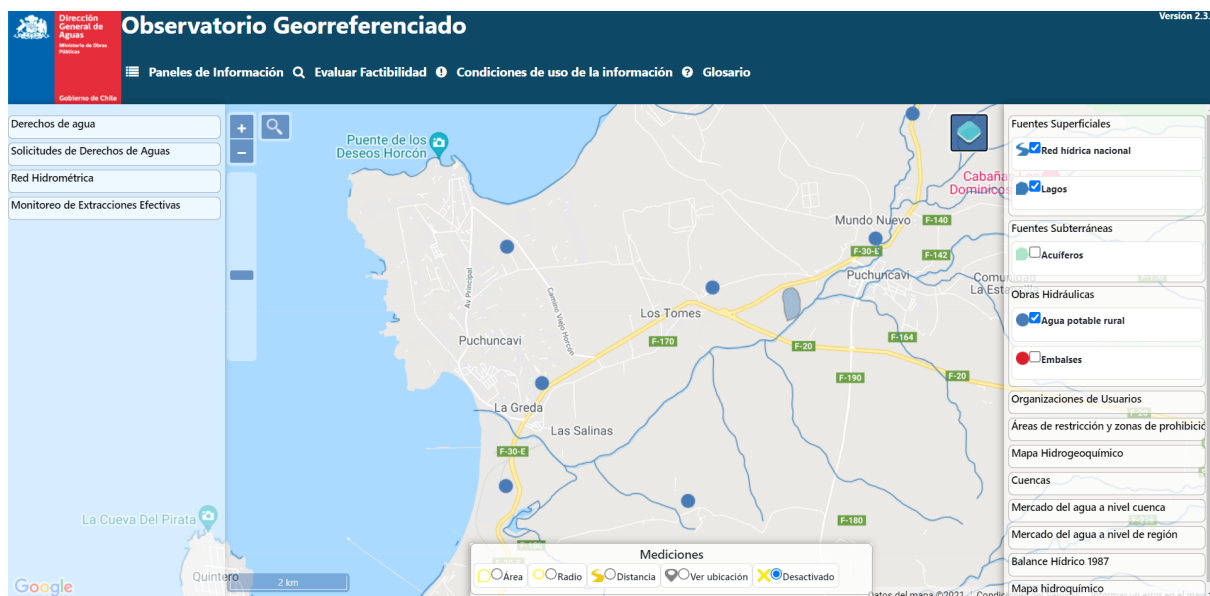 Dirección
General de
Aguas
Ministerio de Obras
Públicas
Gobierno de Chile
Observatorio Georreferenciado
Versión 2.3.
Paneles de Información Evaluar Factibilidad Condiciones de uso de la información Glosario
Derechos de agua
Solicitudes de Derechos de Aguas
Red Hidrométrica
Monitoreo de Extracciones Efectivas
+
−
Puente de los
Deseos Horcón
Cabañas Los
Dominicos
Mundo Nuevo
F-140
F-30-E
F-142
Puchuncaví
Comunidad
La Esta
Av Principal
Camino Viejo Horcón
Los Tomes
Puchuncavi
F-170
F-20
F-164
F-190
F-20
La Greda
Las Salinas
F-30-E
La Cueva Del Pirata
F-180
Quintero
2 km
Google
Mediciones
Área Radio Distancia Ver ubicación Desactivado
Datos del mapa ©2021
Fuentes Superficiales
Red hídrica nacional
Lagos
Fuentes Subterráneas
Acuíferos
Obras Hidráulicas
Agua potable rural
Embalses
Organizaciones de Usuarios
Áreas de restricción y zonas de prohibició
Mapa Hidrogeoquímico
Cuencas
Mercado del agua a nivel cuenca
Mercado del agua a nivel de región
Balance Hídrico 1987
Mapa hidroquímico